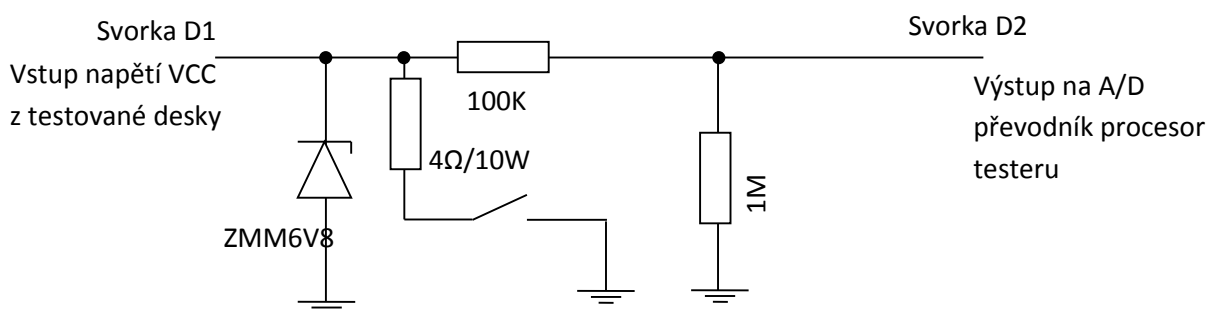 Svorka D1
Vstup napětí VCC
z testované desky
Svorka D2
Výstup na A/D
převodník procesor
testeru
100K
4Ω/10W
1M
ZMM6V8